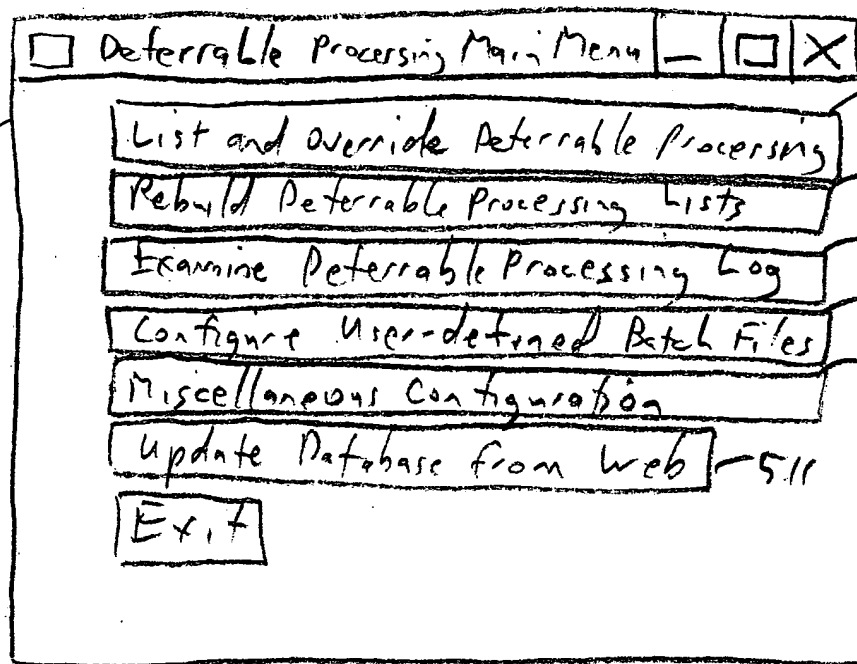 Deferrable Processing Main Menu
List and Override Deferrable Processing
Rebuild Deferrable Processing Lists
Examine Deferrable Processing Log
Configure User-defined Batch Files
Miscellaneous Configuration
Update Database from Web 511
Exit